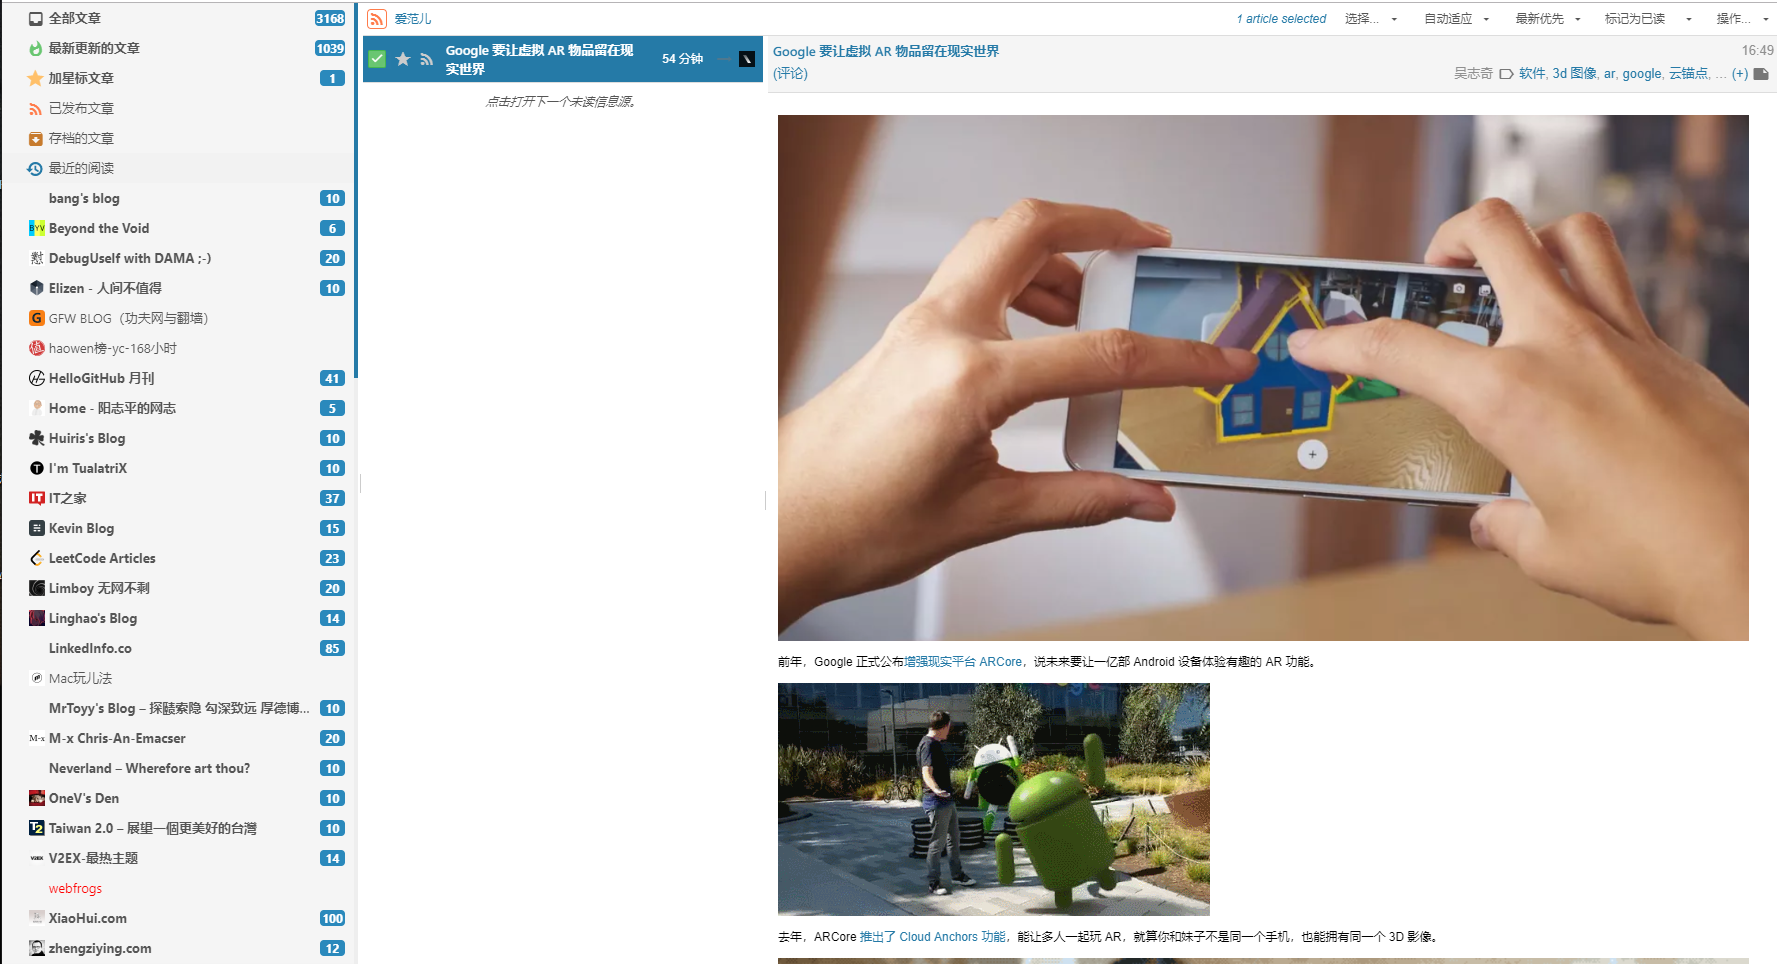 全部文章 3168
最新更新的文章 1039
加星标文章 1
已发布文章
存档的文章
最近的阅读
bang's blog 10
BYV Beyond the Void 6
DebugUself with DAMA ;-) 20
Elizen - 人间不值得 10
G GFW BLOG（功夫网与翻墙）
haowen榜-yc-168小时
HelloGitHub 月刊 41
Home - 阳志平的网志 5
Huiris's Blog 10
T I'm TualatriX 10
IT IT之家 37
Kevin Blog 15
LeetCode Articles 23
Limboy 无网不剩 20
Linghao's Blog 14
LinkedInfo.co 85
Mac玩儿法
MrToyy's Blog – 探赜索隐 勾深致远 厚德博... 10
M-x M-x Chris-An-Emacser 20
Neverland – Wherefore art thou? 10
OneV's Den 10
T2 Taiwan 2.0 – 展望一個更美好的台灣 10
V2EX V2EX-最热主题 14
webfrogs
XiaoHui.com 100
zhengziying.com 12
爱范儿
1 article selected 选择... 自动适应 最新优先 标记为已读 操作...
Google 要让虚拟 AR 物品留在现
实世界
54 分钟
点击打开下一个未读信息源。
Google 要让虚拟 AR 物品留在现实世界 16:49
(评论) 吴志奇 软件, 3d 图像, ar, google, 云锚点, ... (+)
前年，Google 正式公布增强现实平台 ARCore，说未来要让一亿部 Android 设备体验有趣的 AR 功能。
去年，ARCore 推出了 Cloud Anchors 功能，能让多人一起玩 AR，就算你和妹子不是同一个手机，也能拥有同一个 3D 影像。